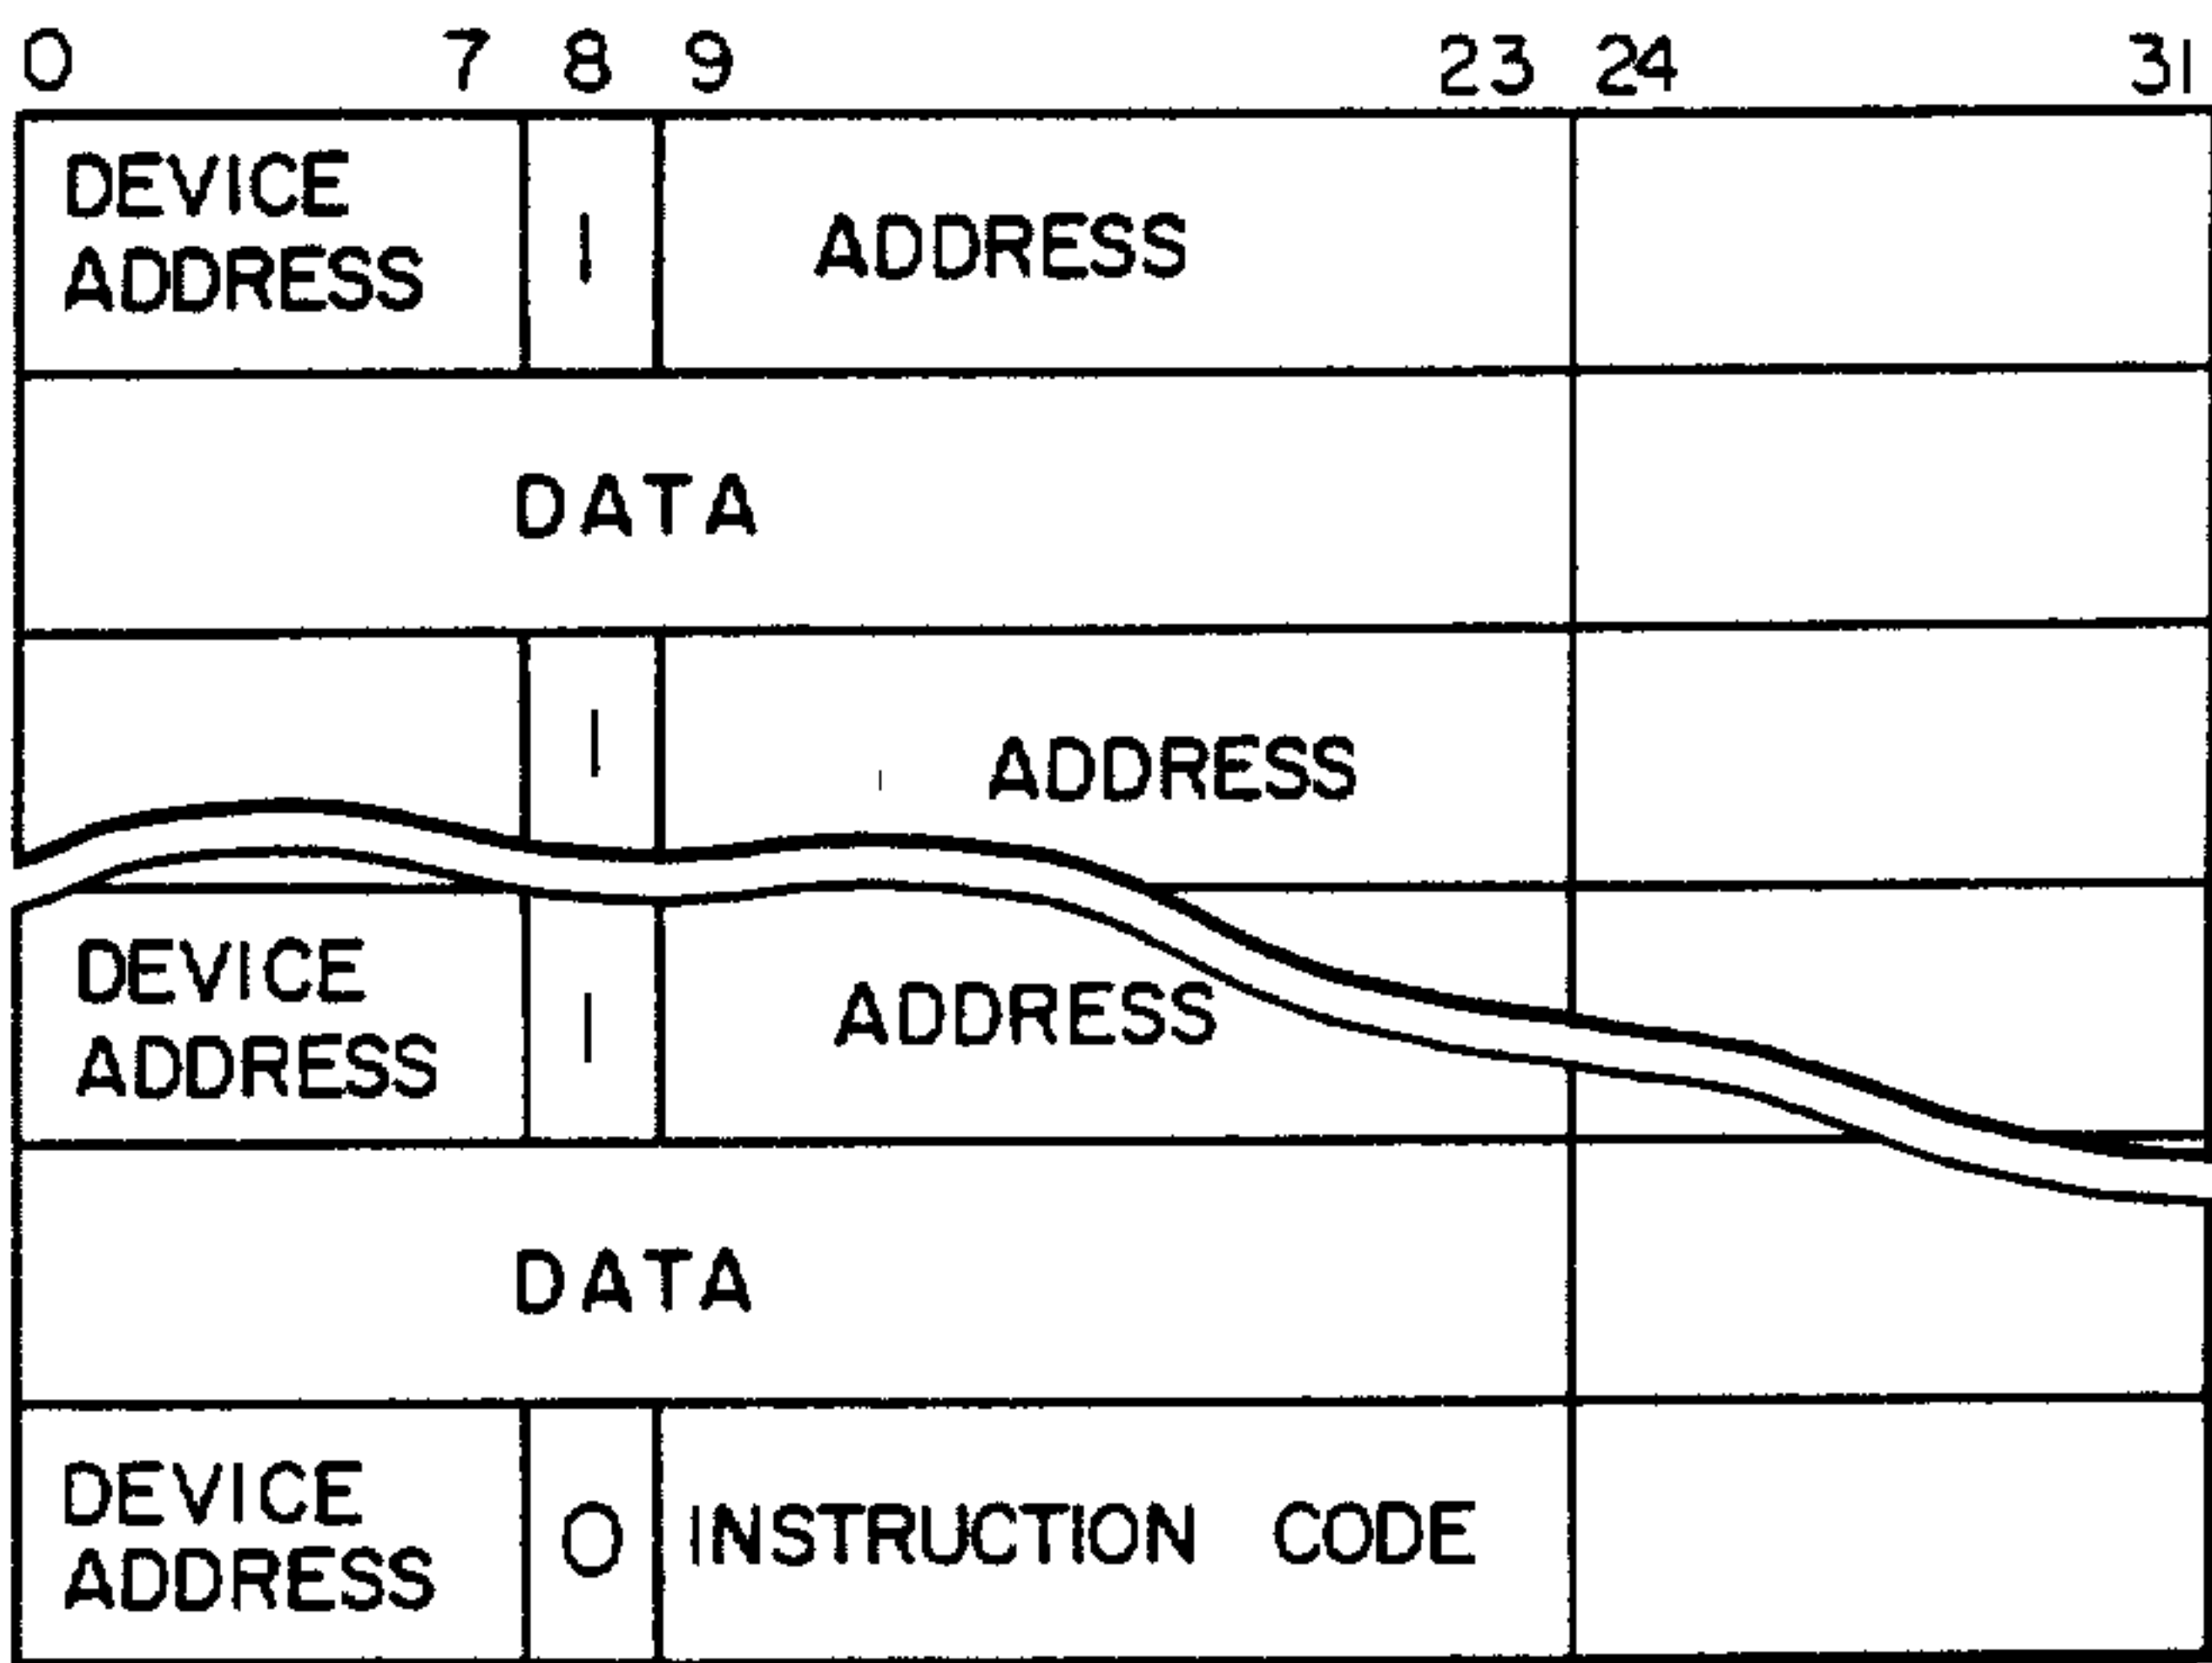 0 7 8 9 23 24 31
DEVICE
ADDRESS 1 ADDRESS
DATA
1 ADDRESS
DEVICE
ADDRESS 1 ADDRESS
DATA
DEVICE
ADDRESS 0 INSTRUCTION CODE